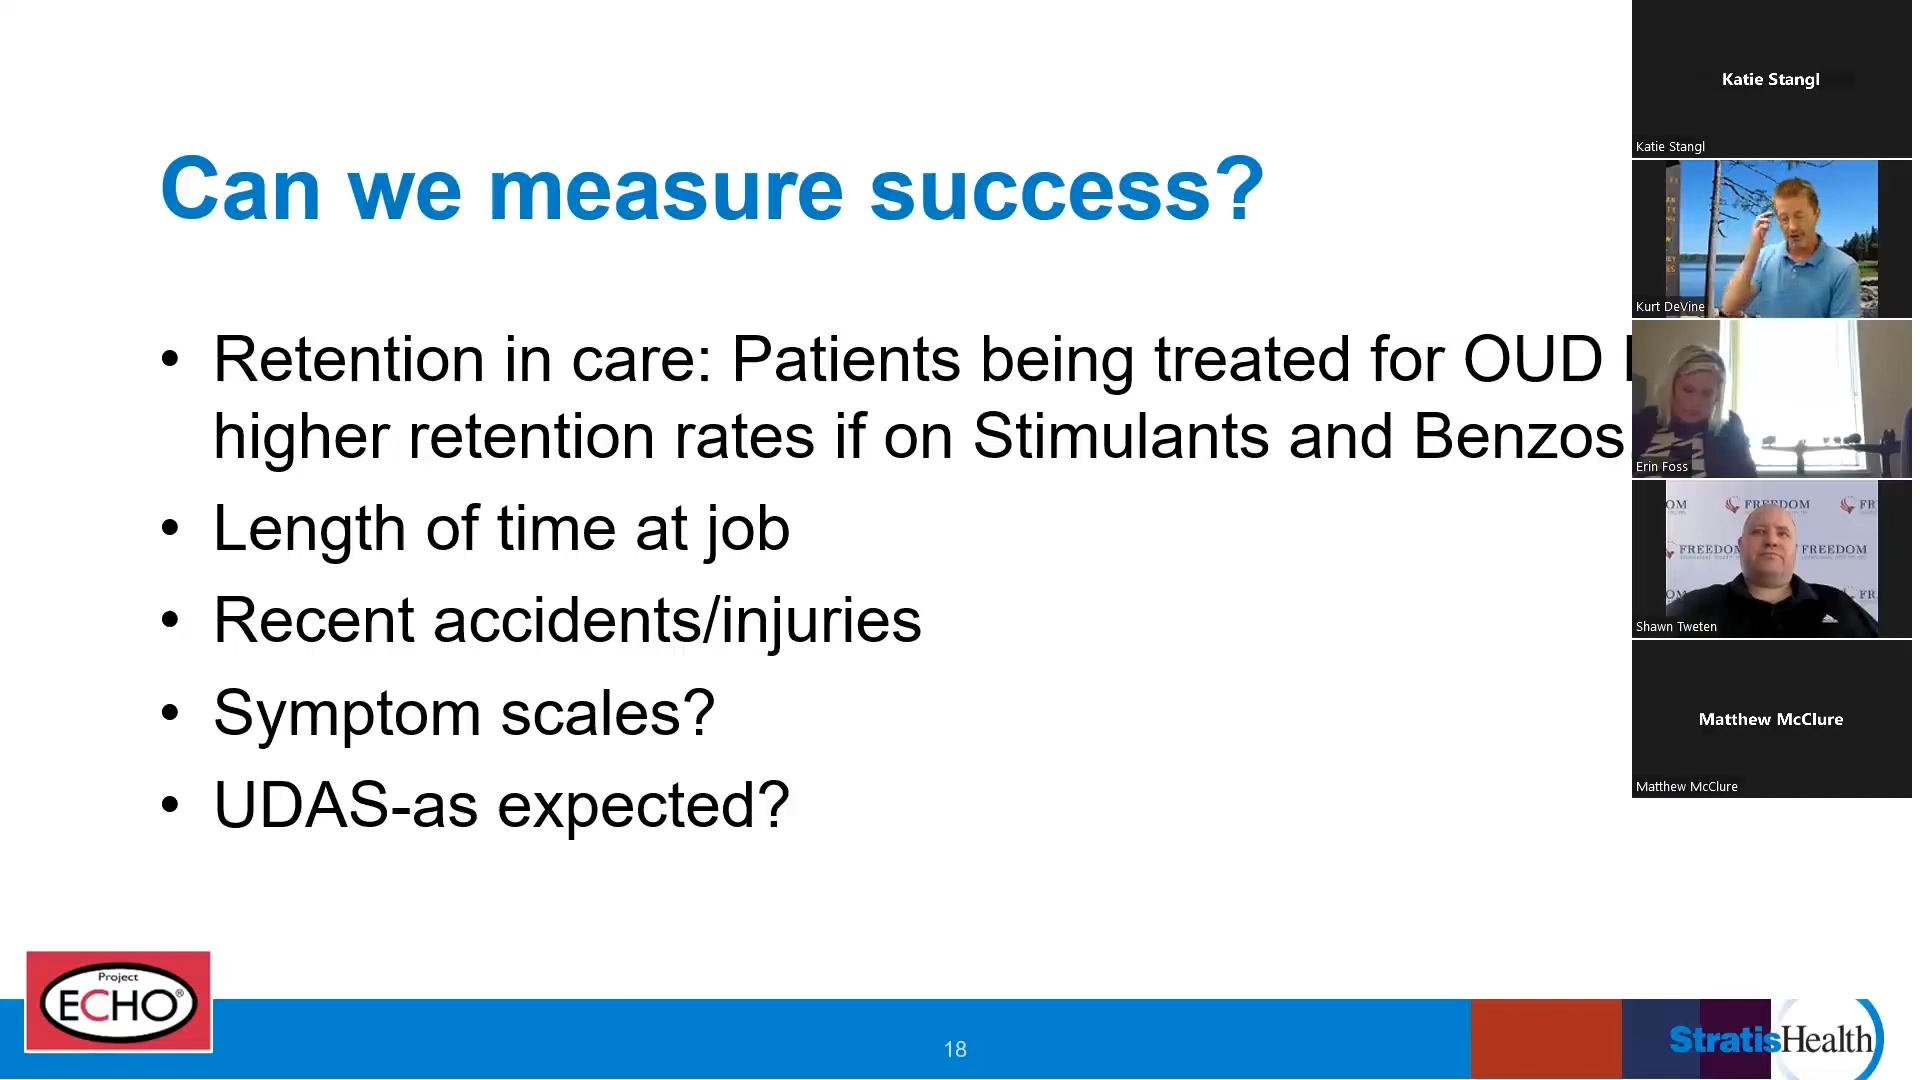 Can we measure success?
• Retention in care: Patients being treated for OUD
higher retention rates if on Stimulants and Benzos
• Length of time at job
• Recent accidents/injuries
• Symptom scales?
• UDAS-as expected?
Project
ECHO®
18
StratisHealth
Katie Stangl
Katie Stangl
Kurt DeVine
Erin Foss
FREEDOM
FREEDOM
FREEDOM
Shawn Tweten
Matthew McClure
Matthew McClure